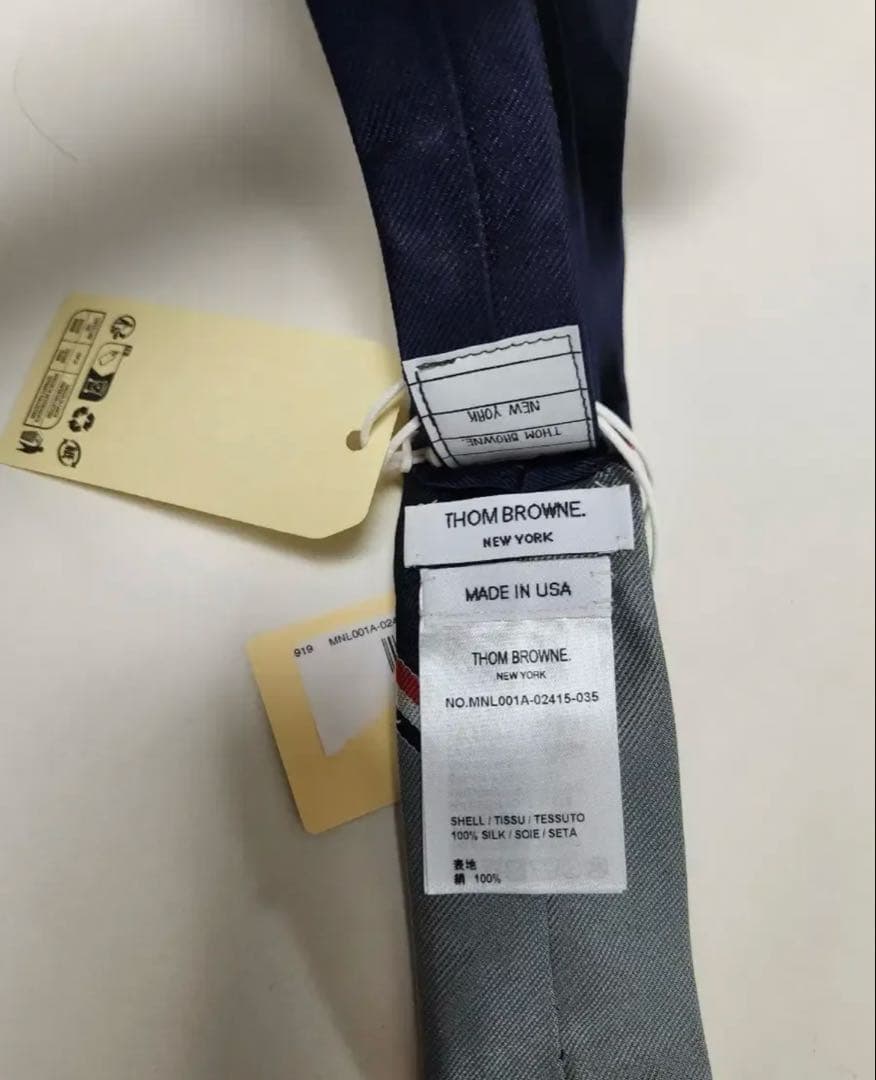 NEW YORK
THOM BROWNE.
THOM BROWNE.
NEW YORK
MADE IN USA
THOM BROWNE.
NEW YORK
NO.MNL001A-02415-035
SHELL / TISSU / TESSUTO
100% SILK / SOIE / SETA
表地
絹 100%
919 MNL001A-024